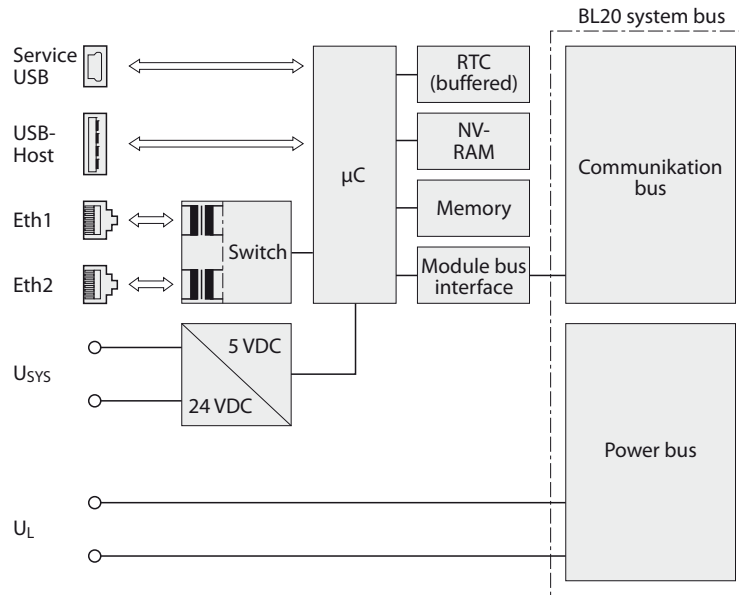 BL20 system bus
Service
USB
RTC
(buffered)
USB-
Host
NV-
RAM
µC
Communikation
bus
Eth1
Switch
Memory
Eth2
Module bus
interface
USYS
5 VDC
24 VDC
Power bus
UL